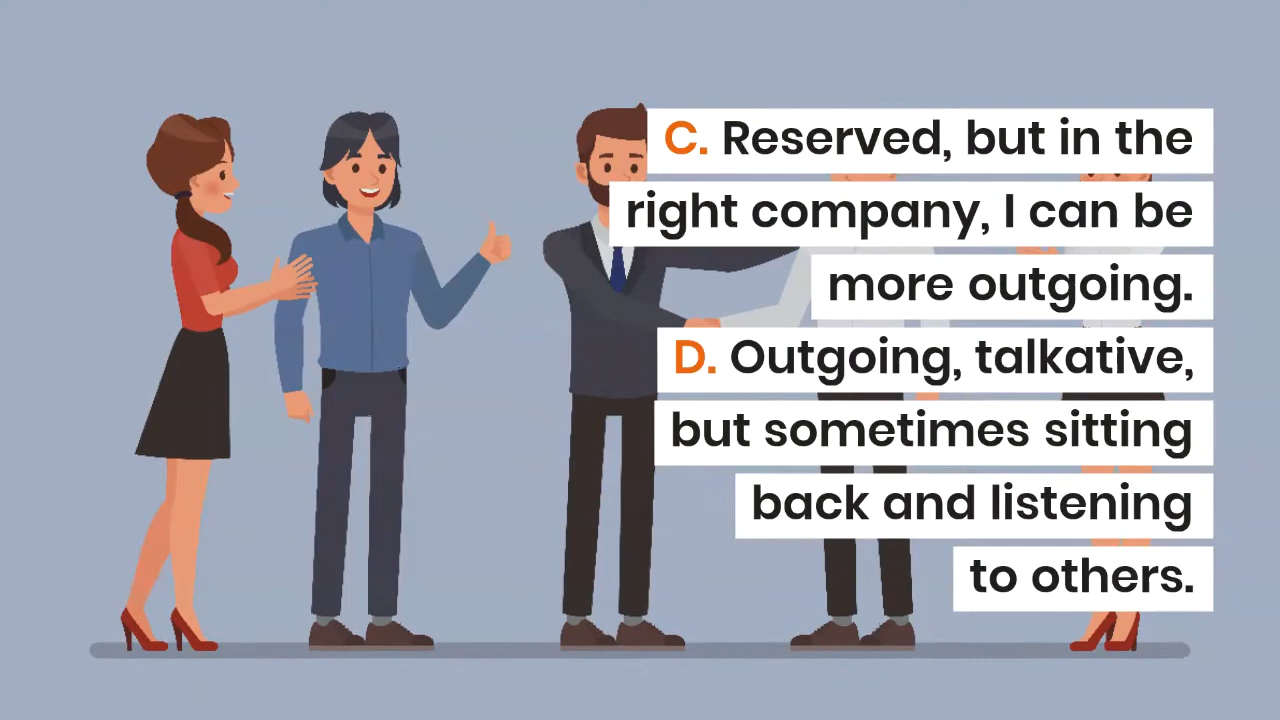 C. Reserved, but in the
right company, I can be
more outgoing.
D. Outgoing, talkative,
but sometimes sitting
back and listening
to others.